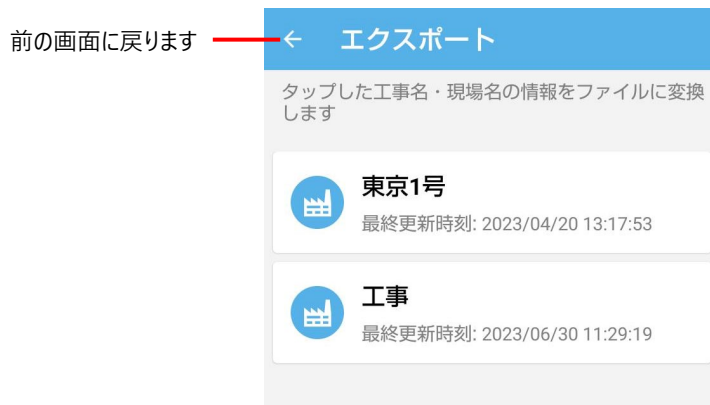 前の画面に戻ります
エクスポート
タップした工事名・現場名の情報をファイルに変換
します
東京1号
最終更新時刻: 2023/04/20 13:17:53
工事
最終更新時刻: 2023/06/30 11:29:19